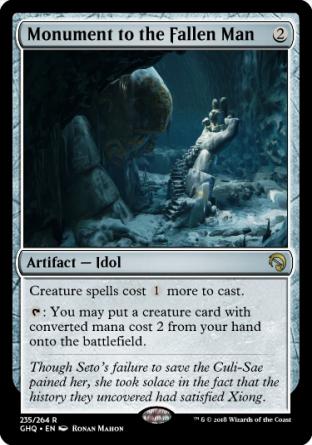 Monument to the Fallen Man 2
Artifact — Idol
Creature spells cost 1 more to cast.
: You may put a creature card with
converted mana cost 2 from your hand
onto the battlefield.
Though Seto's failure to save the Culi-Sae
pained her, she took solace in the fact that the
history they uncovered had satisfied Xiong.
235/264 R
GHQ • EN Ronan Mahon
™ & © 2018 Wizards of the Coast